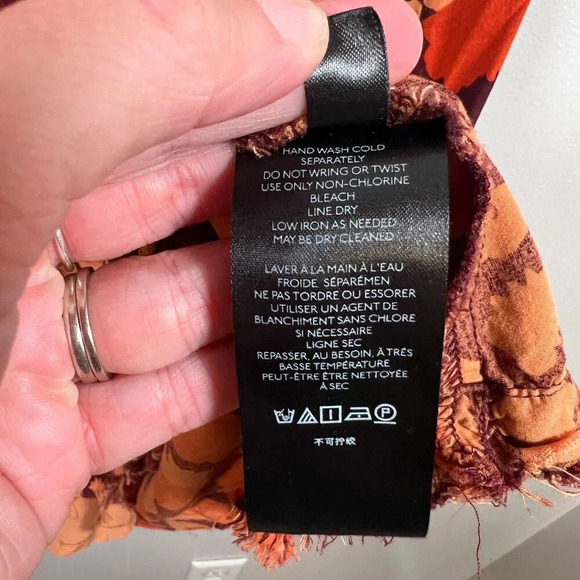 HAND WASH COLD
SEPARATELY
DO NOT WRING OR TWIST
USE ONLY NON-CHLORINE
BLEACH
LINE DRY
LOW IRON AS NEEDED
MAY BE DRY CLEANED
LAVER À LA MAIN À L'EAU
FROIDE SÉPARÉMEN
NE PAS TORDRE OU ESSORER
UTILISER UN AGENT DE
BLANCHIMENT SANS CHLORE
SI NÉCESSAIRE
LIGNE SEC
REPASSER, AU BESOIN, À TRÈS
BASSE TEMPÉRATURE
PEUT-ÊTRE ÊTRE NETTOYÉE
À SEC
P
不可拧绞